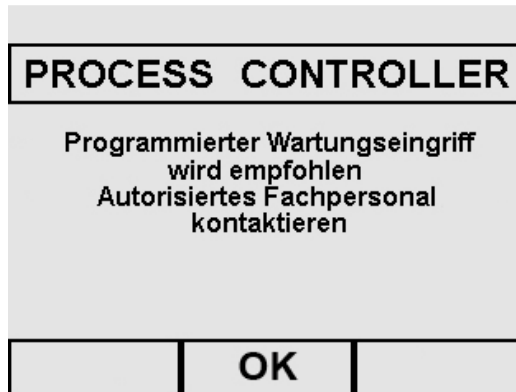 PROCESS CONTROLLER
Programmierter Wartungseingriff
wird empfohlen
Autorisiertes Fachpersonal
kontaktieren
OK